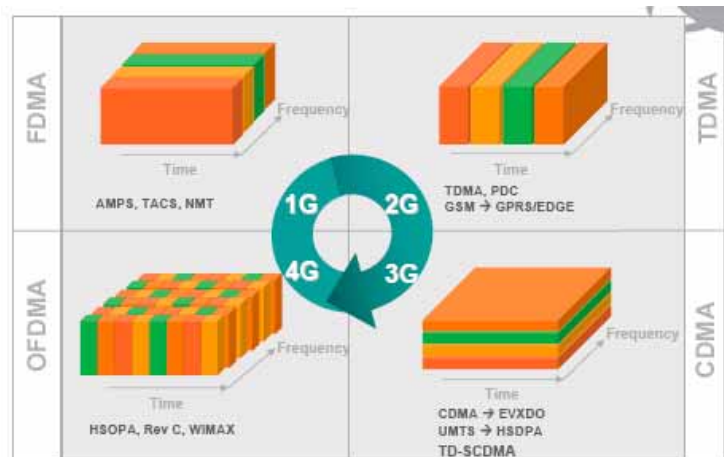 FDMA
Frequency
Time
AMPS, TACS, NMT
TDMA
Frequency
Time
TDMA, PDC
GSM → GPRS/EDGE
1G
2G
4G
3G
OFDMA
Frequency
Time
HSOPA, Rev C, WIMAX
CDMA
Frequency
Time
CDMA → EVXDO
UMTS → HSDPA
TD-SCDMA